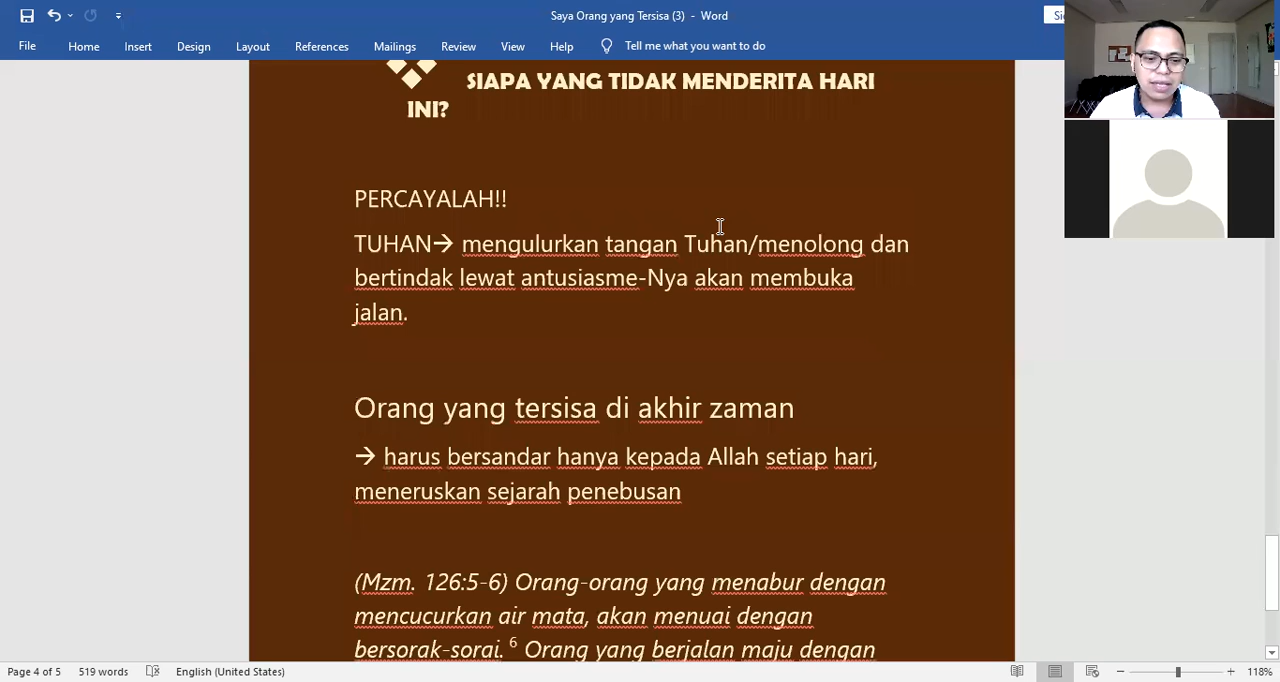 Saya Orang yang Tersisa (3) - Word
File Home Insert Design Layout References Mailings Review View Help Tell me what you want to do
SIAPA YANG TIDAK MENDERITA HARI
INI?
PERCAYALAH!!
TUHAN→ mengulurkan tangan Tuhan/menolong dan
bertindak lewat antusiasme-Nya akan membuka
jalan.
Orang yang tersisa di akhir zaman
→ harus bersandar hanya kepada Allah setiap hari,
meneruskan sejarah penebusan
(Mzm. 126:5-6) Orang-orang yang menabur dengan
mencucurkan air mata, akan menuai dengan
bersorak-sorai. 6 Orang yang berjalan maju dengan
Page 4 of 5 519 words English (United States) 118%